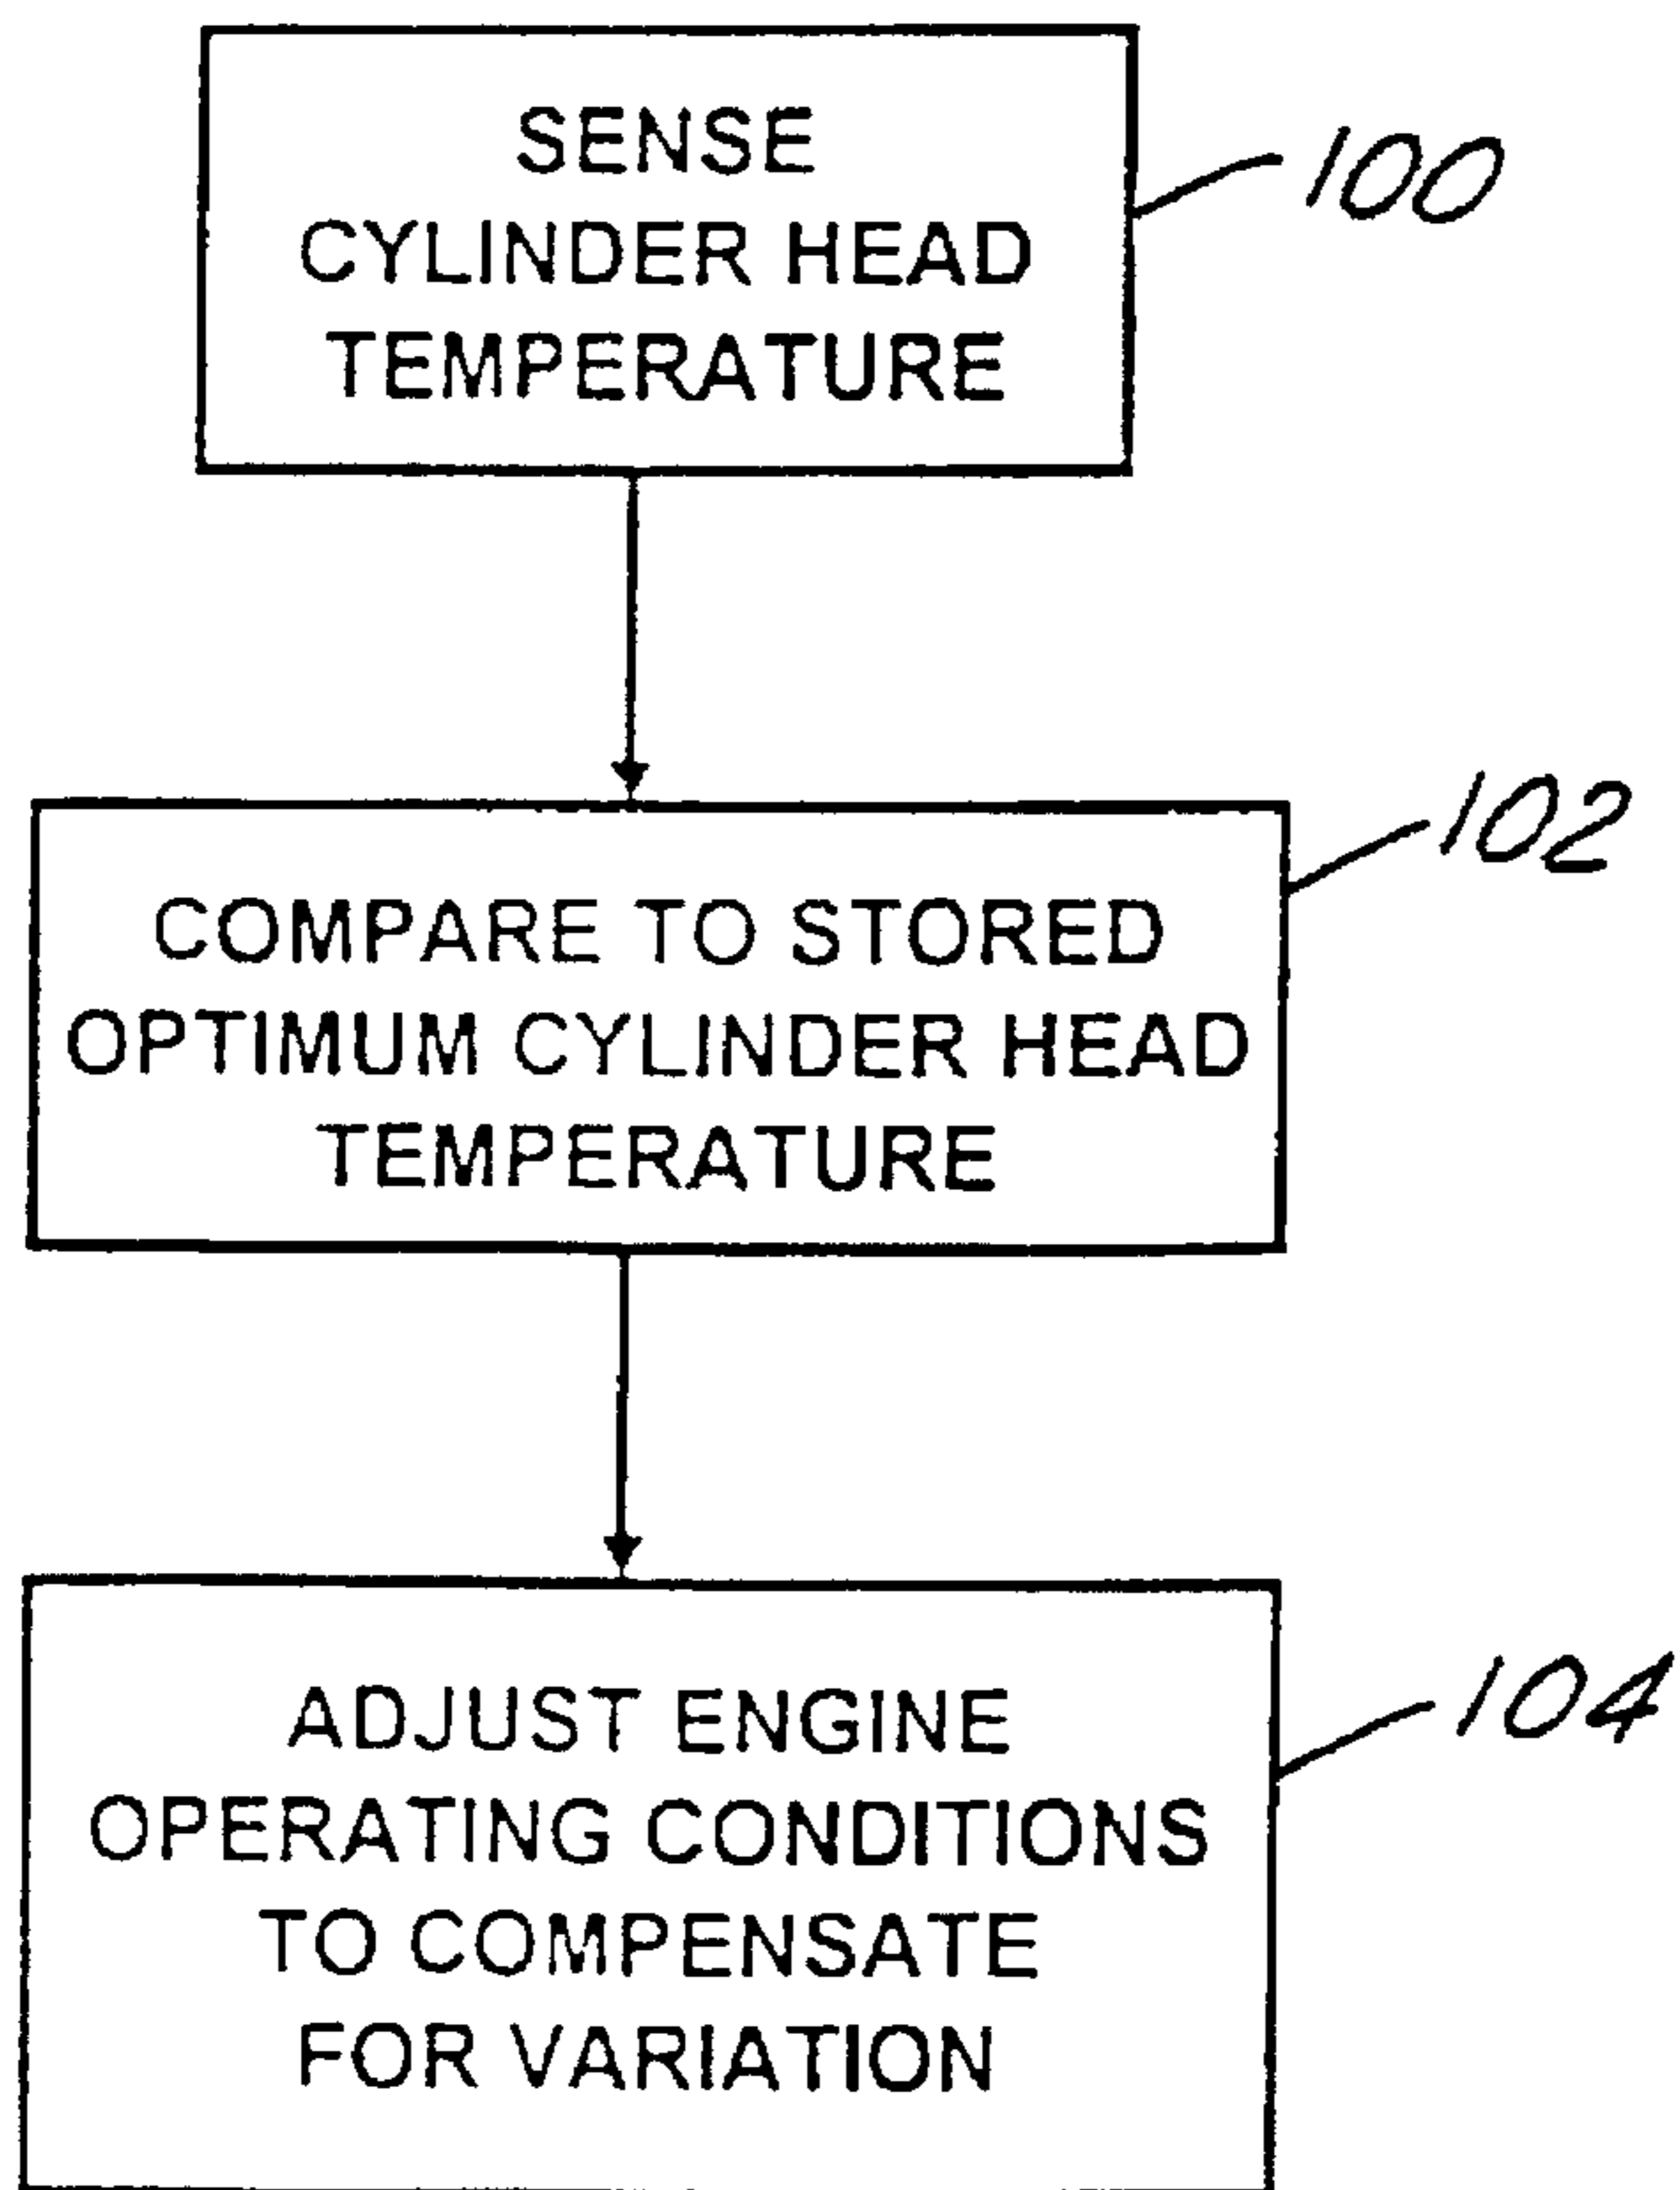 SENSE
CYLINDER HEAD
TEMPERATURE
100
COMPARE TO STORED
OPTIMUM CYLINDER HEAD
TEMPERATURE
102
ADJUST ENGINE
OPERATING CONDITIONS
TO COMPENSATE
FOR VARIATION
104